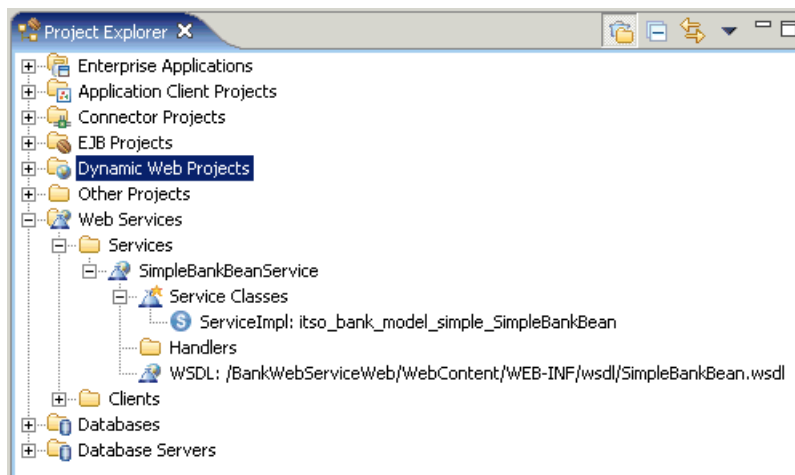 Project Explorer
Enterprise Applications
Application Client Projects
Connector Projects
EJB Projects
Dynamic Web Projects
Other Projects
Web Services
Services
SimpleBankBeanService
Service Classes
ServiceImpl: itso_bank_model_simple_SimpleBankBean
Handlers
WSDL: /BankWebServiceWeb/WebContent/WEB-INF/wsdl/SimpleBankBean.wsdl
Clients
Databases
Database Servers